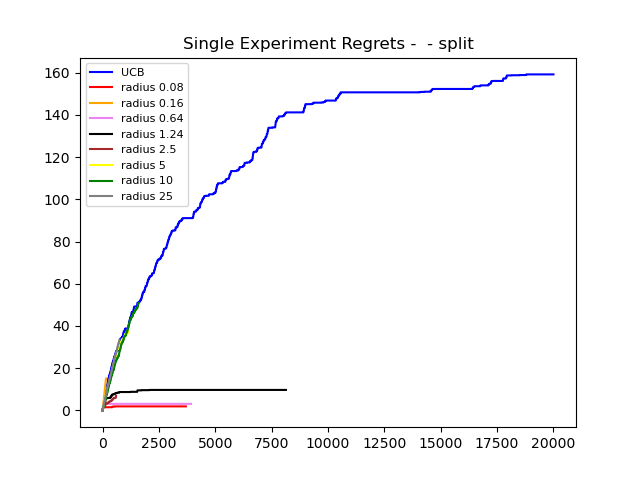 Single Experiment Regrets -  - split
160
140
120
100
80
60
40
20
0
UCB
radius 0.08
radius 0.16
radius 0.64
radius 1.24
radius 2.5
radius 5
radius 10
radius 25
0 2500 5000 7500 10000 12500 15000 17500 20000